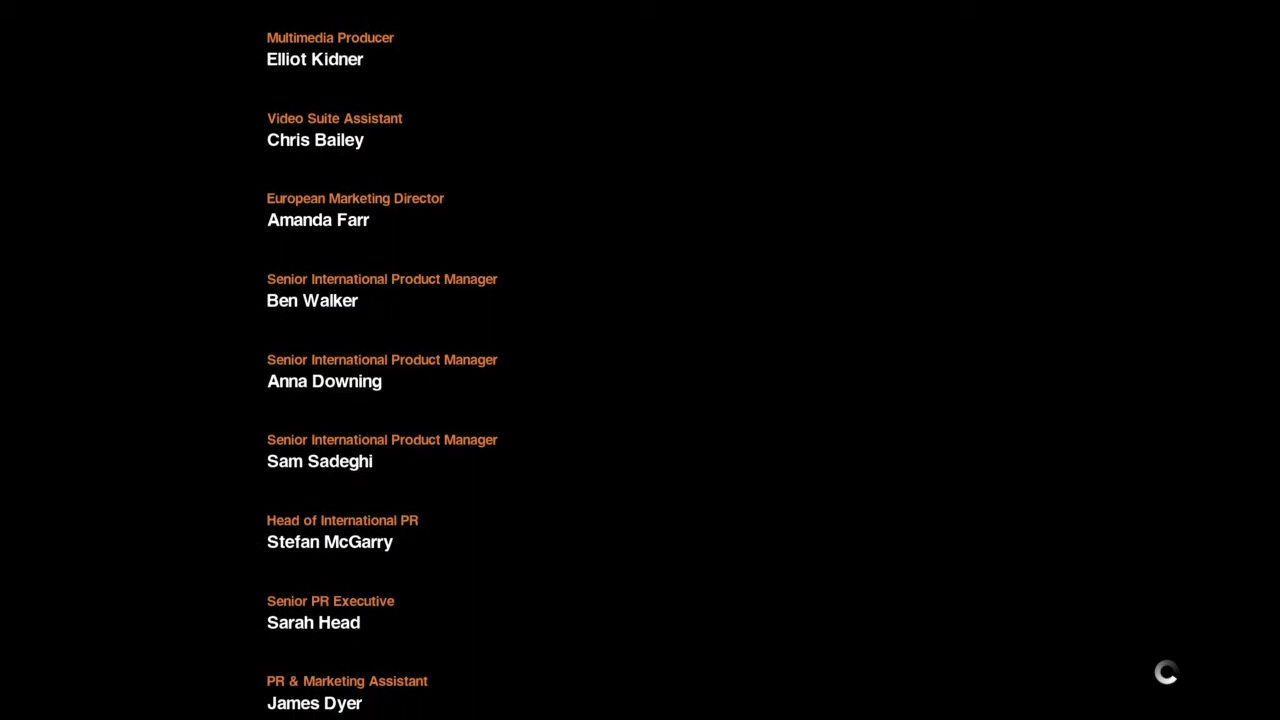 Multimedia Producer
Elliot Kidner
Video Suite Assistant
Chris Bailey
European Marketing Director
Amanda Farr
Senior International Product Manager
Ben Walker
Senior International Product Manager
Anna Downing
Senior International Product Manager
Sam Sadeghi
Head of International PR
Stefan McGarry
Senior PR Executive
Sarah Head
PR & Marketing Assistant
James Dyer